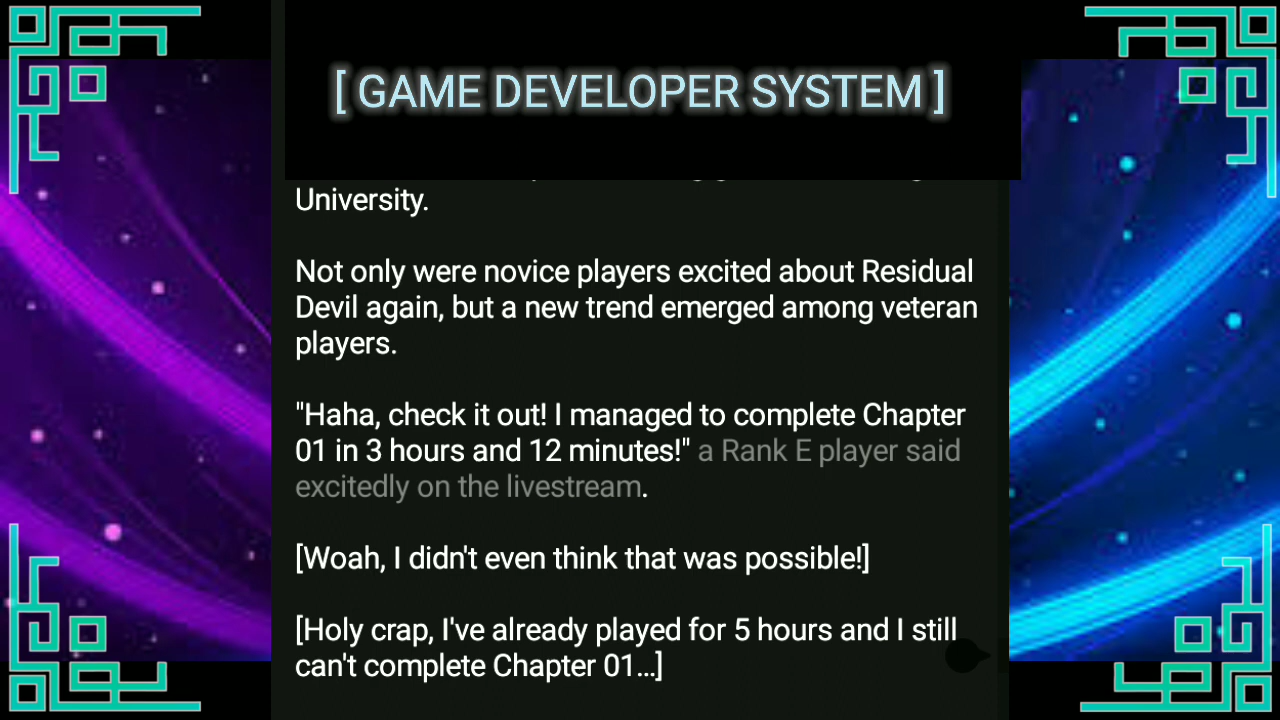 [ GAME DEVELOPER SYSTEM ]
University.
Not only were novice players excited about Residual
Devil again, but a new trend emerged among veteran
players.
"Haha, check it out! I managed to complete Chapter
01 in 3 hours and 12 minutes!" a Rank E player said
excitedly on the livestream.
[Woah, I didn't even think that was possible!]
[Holy crap, I've already played for 5 hours and I still
can't complete Chapter 01...]